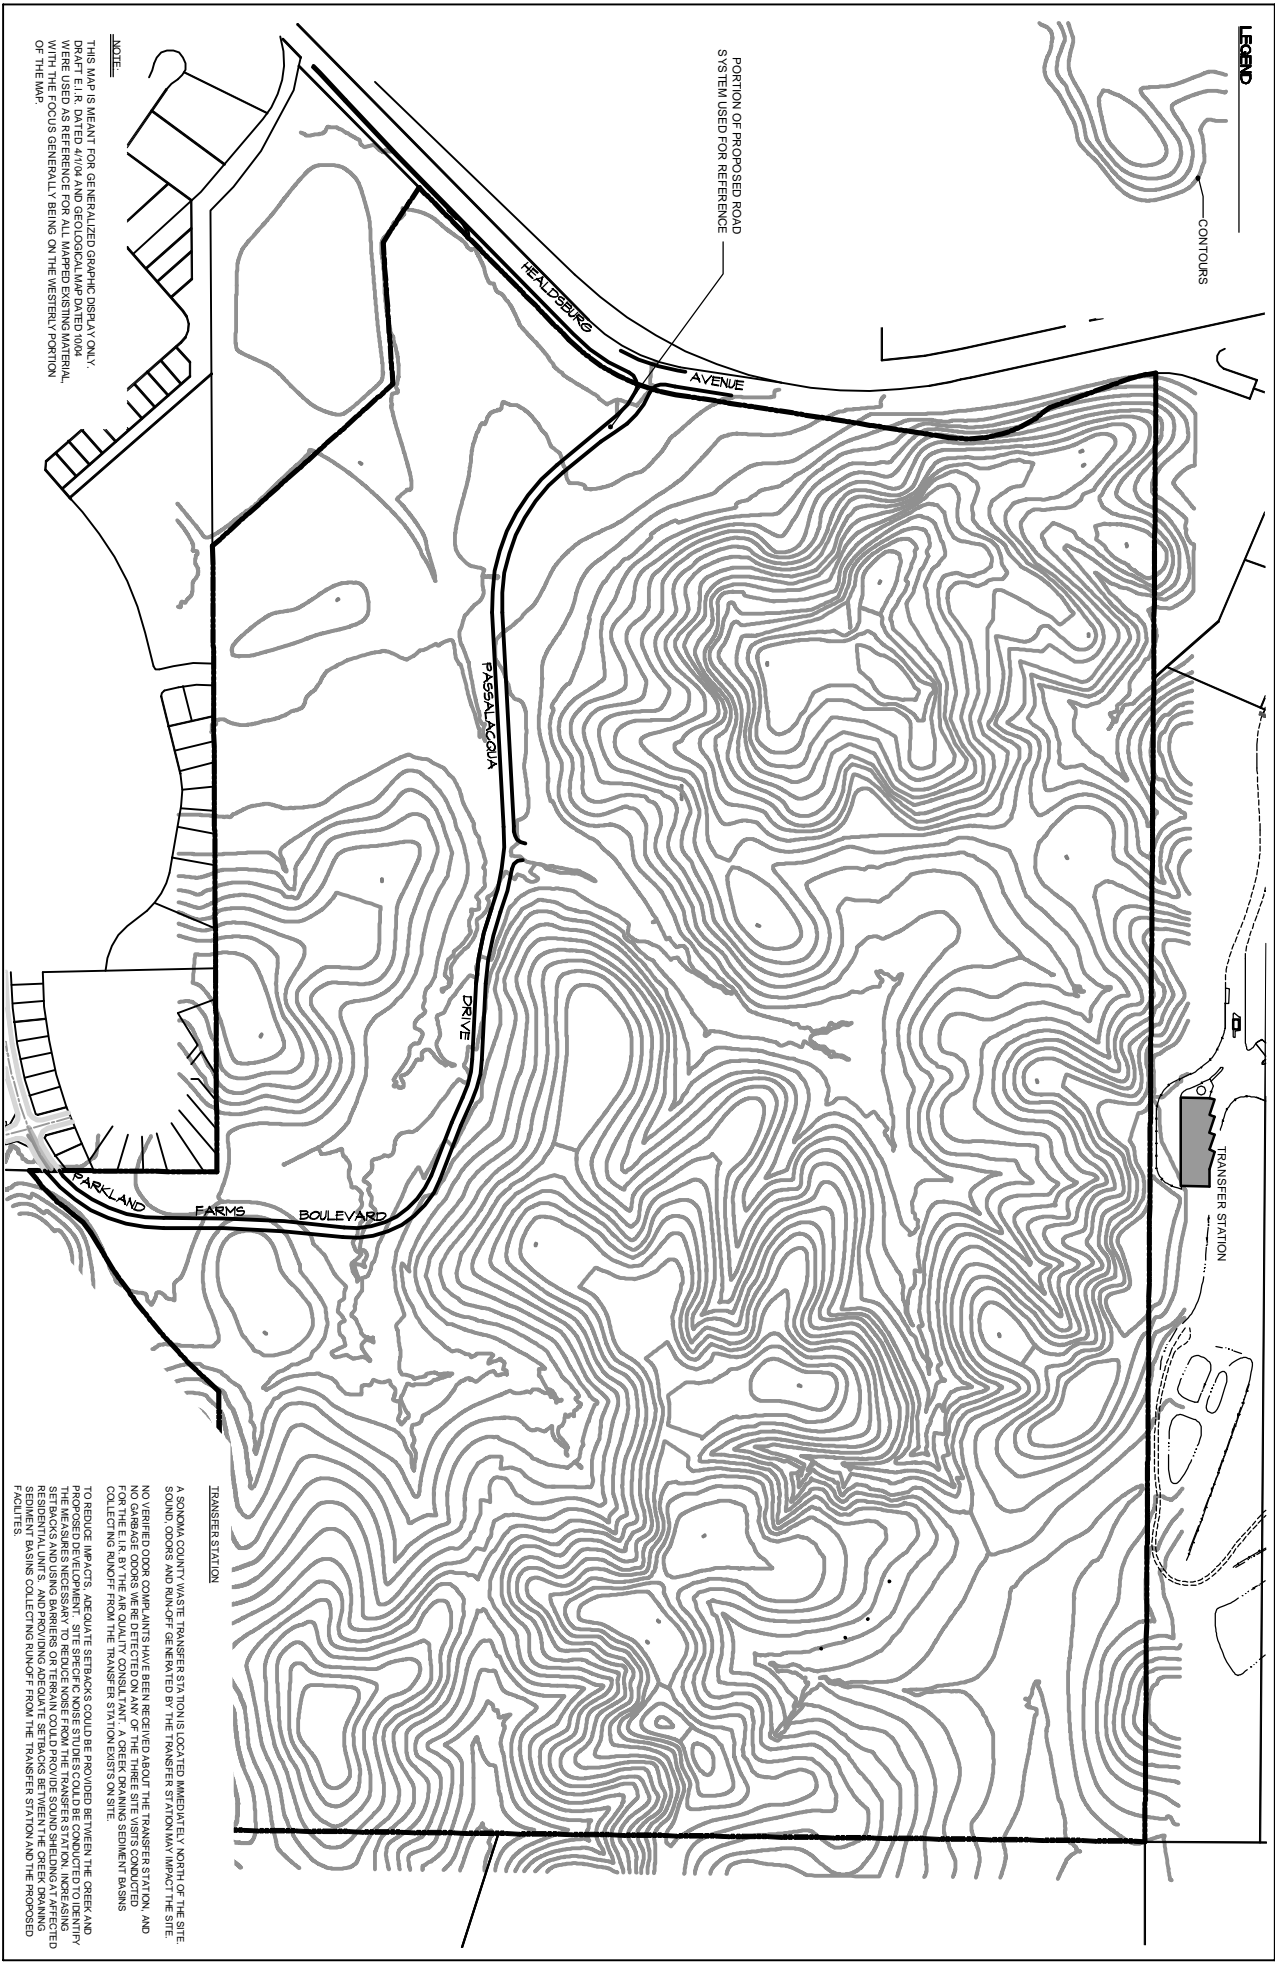 LEGEND
CONTOURS
PORTION OF PROPOSED ROAD
SYSTEM USED FOR REFERENCE
NOTE:
THIS MAP IS MEANT FOR GENERALIZED GRAPHIC DISPLAY ONLY.
DRAFT E.I.R. DATED 4/1/04 AND GEOLOGICAL MAP DATED 10/04
WERE USED AS REFERENCE FOR ALL MAPPED EXISTING MATERIAL,
WITH THE FOCUS GENERALLY BEING ON THE WESTERLY PORTION
OF THE MAP.
HEALDSBURG
AVENUE
PASSALACQUA
DRIVE
PARKLAND
FARMS
BOULEVARD
TRANSFER STATION
TRANSFER STATION
A SONOMA COUNTY WASTE TRANSFER STATION IS LOCATED IMMEDIATELY NORTH OF THE SITE.
SOUND, ODORS AND RUN-OFF GENERATED BY THE TRANSFER STATION MAY IMPACT THE SITE.
NO VERIFIED ODOR COMPLAINTS HAVE BEEN RECEIVED ABOUT THE TRANSFER STATION, AND
NO GARBAGE ODORS WERE DETECTED ON ANY OF THE THREE SITE VISITS CONDUCTED
FOR THE E.I.R. BY THE AIR QUALITY CONSULTANT. A CREEK DRAINING SEDIMENT BASINS
COLLECTING RUNOFF FROM THE TRANSFER STATION EXISTS ON SITE.
TO REDUCE IMPACTS, ADEQUATE SETBACKS COULD BE PROVIDED BETWEEN THE CREEK AND
PROPOSED DEVELOPMENT. SITE SPECIFIC NOISE STUDIES COULD BE CONDUCTED TO IDENTIFY
THE MEASURES NECESSARY TO REDUCE NOISE FROM THE TRANSFER STATION. INCREASING
SETBACKS AND USING BARRIERS OR TERRAIN COULD PROVIDE SOUND SHIELDING AT AFFECTED
RESIDENTIAL UNITS. AND PROVIDING ADEQUATE SETBACKS BETWEEN THE CREEK DRAINING
SEDIMENT BASINS COLLECTING RUNOFF FROM THE TRANSFER STATION AND THE PROPOSED
FACILITES.